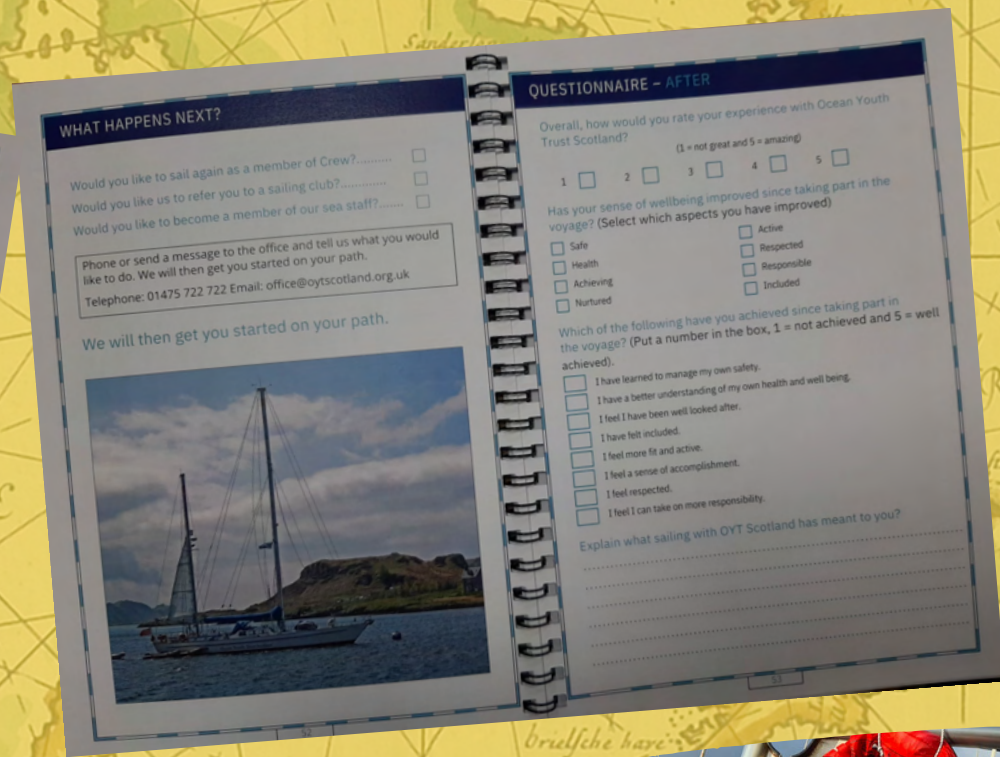 WHAT HAPPENS NEXT?
Would you like to sail again as a member of Crew?..........
Would you like us to refer you to a sailing club?.............
Would you like to become a member of our sea staff?.......
Phone or send a message to the office and tell us what you would
like to do. We will then get you started on your path.
Telephone: 01475 722 722 Email: office@oytscotland.org.uk
We will then get you started on your path.
52
QUESTIONNAIRE – AFTER
Overall, how would you rate your experience with Ocean Youth
Trust Scotland?
(1 = not great and 5 = amazing)
1 2 3 4 5
Has your sense of wellbeing improved since taking part in the
voyage? (Select which aspects you have improved)
Safe
Health
Achieving
Nurtured
Active
Respected
Responsible
Included
Which of the following have you achieved since taking part in
the voyage? (Put a number in the box, 1 = not achieved and 5 = well
achieved).
I have learned to manage my own safety.
I have a better understanding of my own health and well being.
I feel I have been well looked after.
I have felt included.
I feel more fit and active.
I feel a sense of accomplishment.
I feel respected.
I feel I can take on more responsibility.
Explain what sailing with OYT Scotland has meant to you?
53
brielsche have